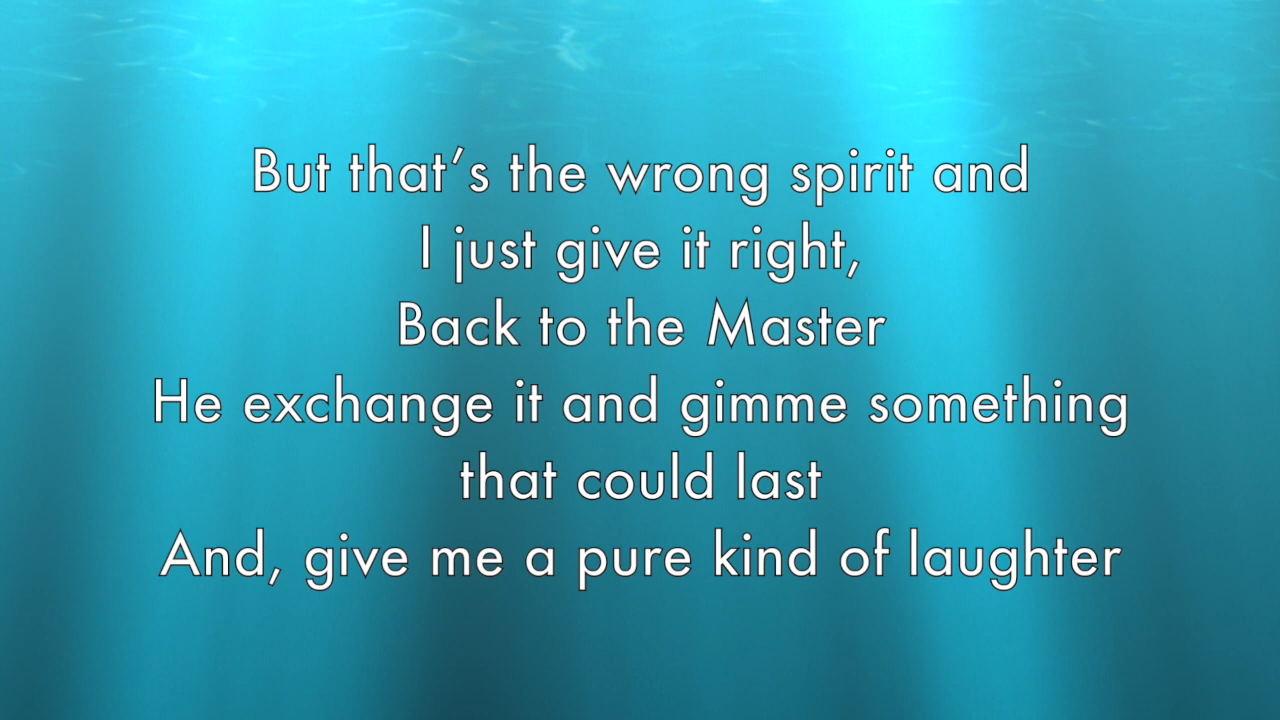 But that’s the wrong spirit and
I just give it right,
Back to the Master
He exchange it and gimme something
that could last
And, give me a pure kind of laughter